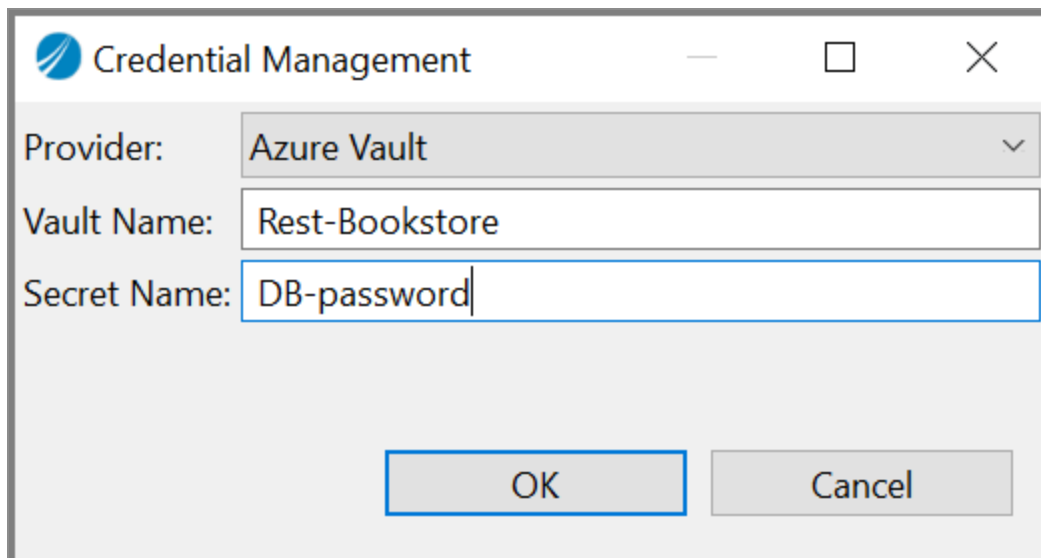 Credential Management
Provider: Azure Vault
Vault Name: Rest-Bookstore
Secret Name: DB-password
OK Cancel